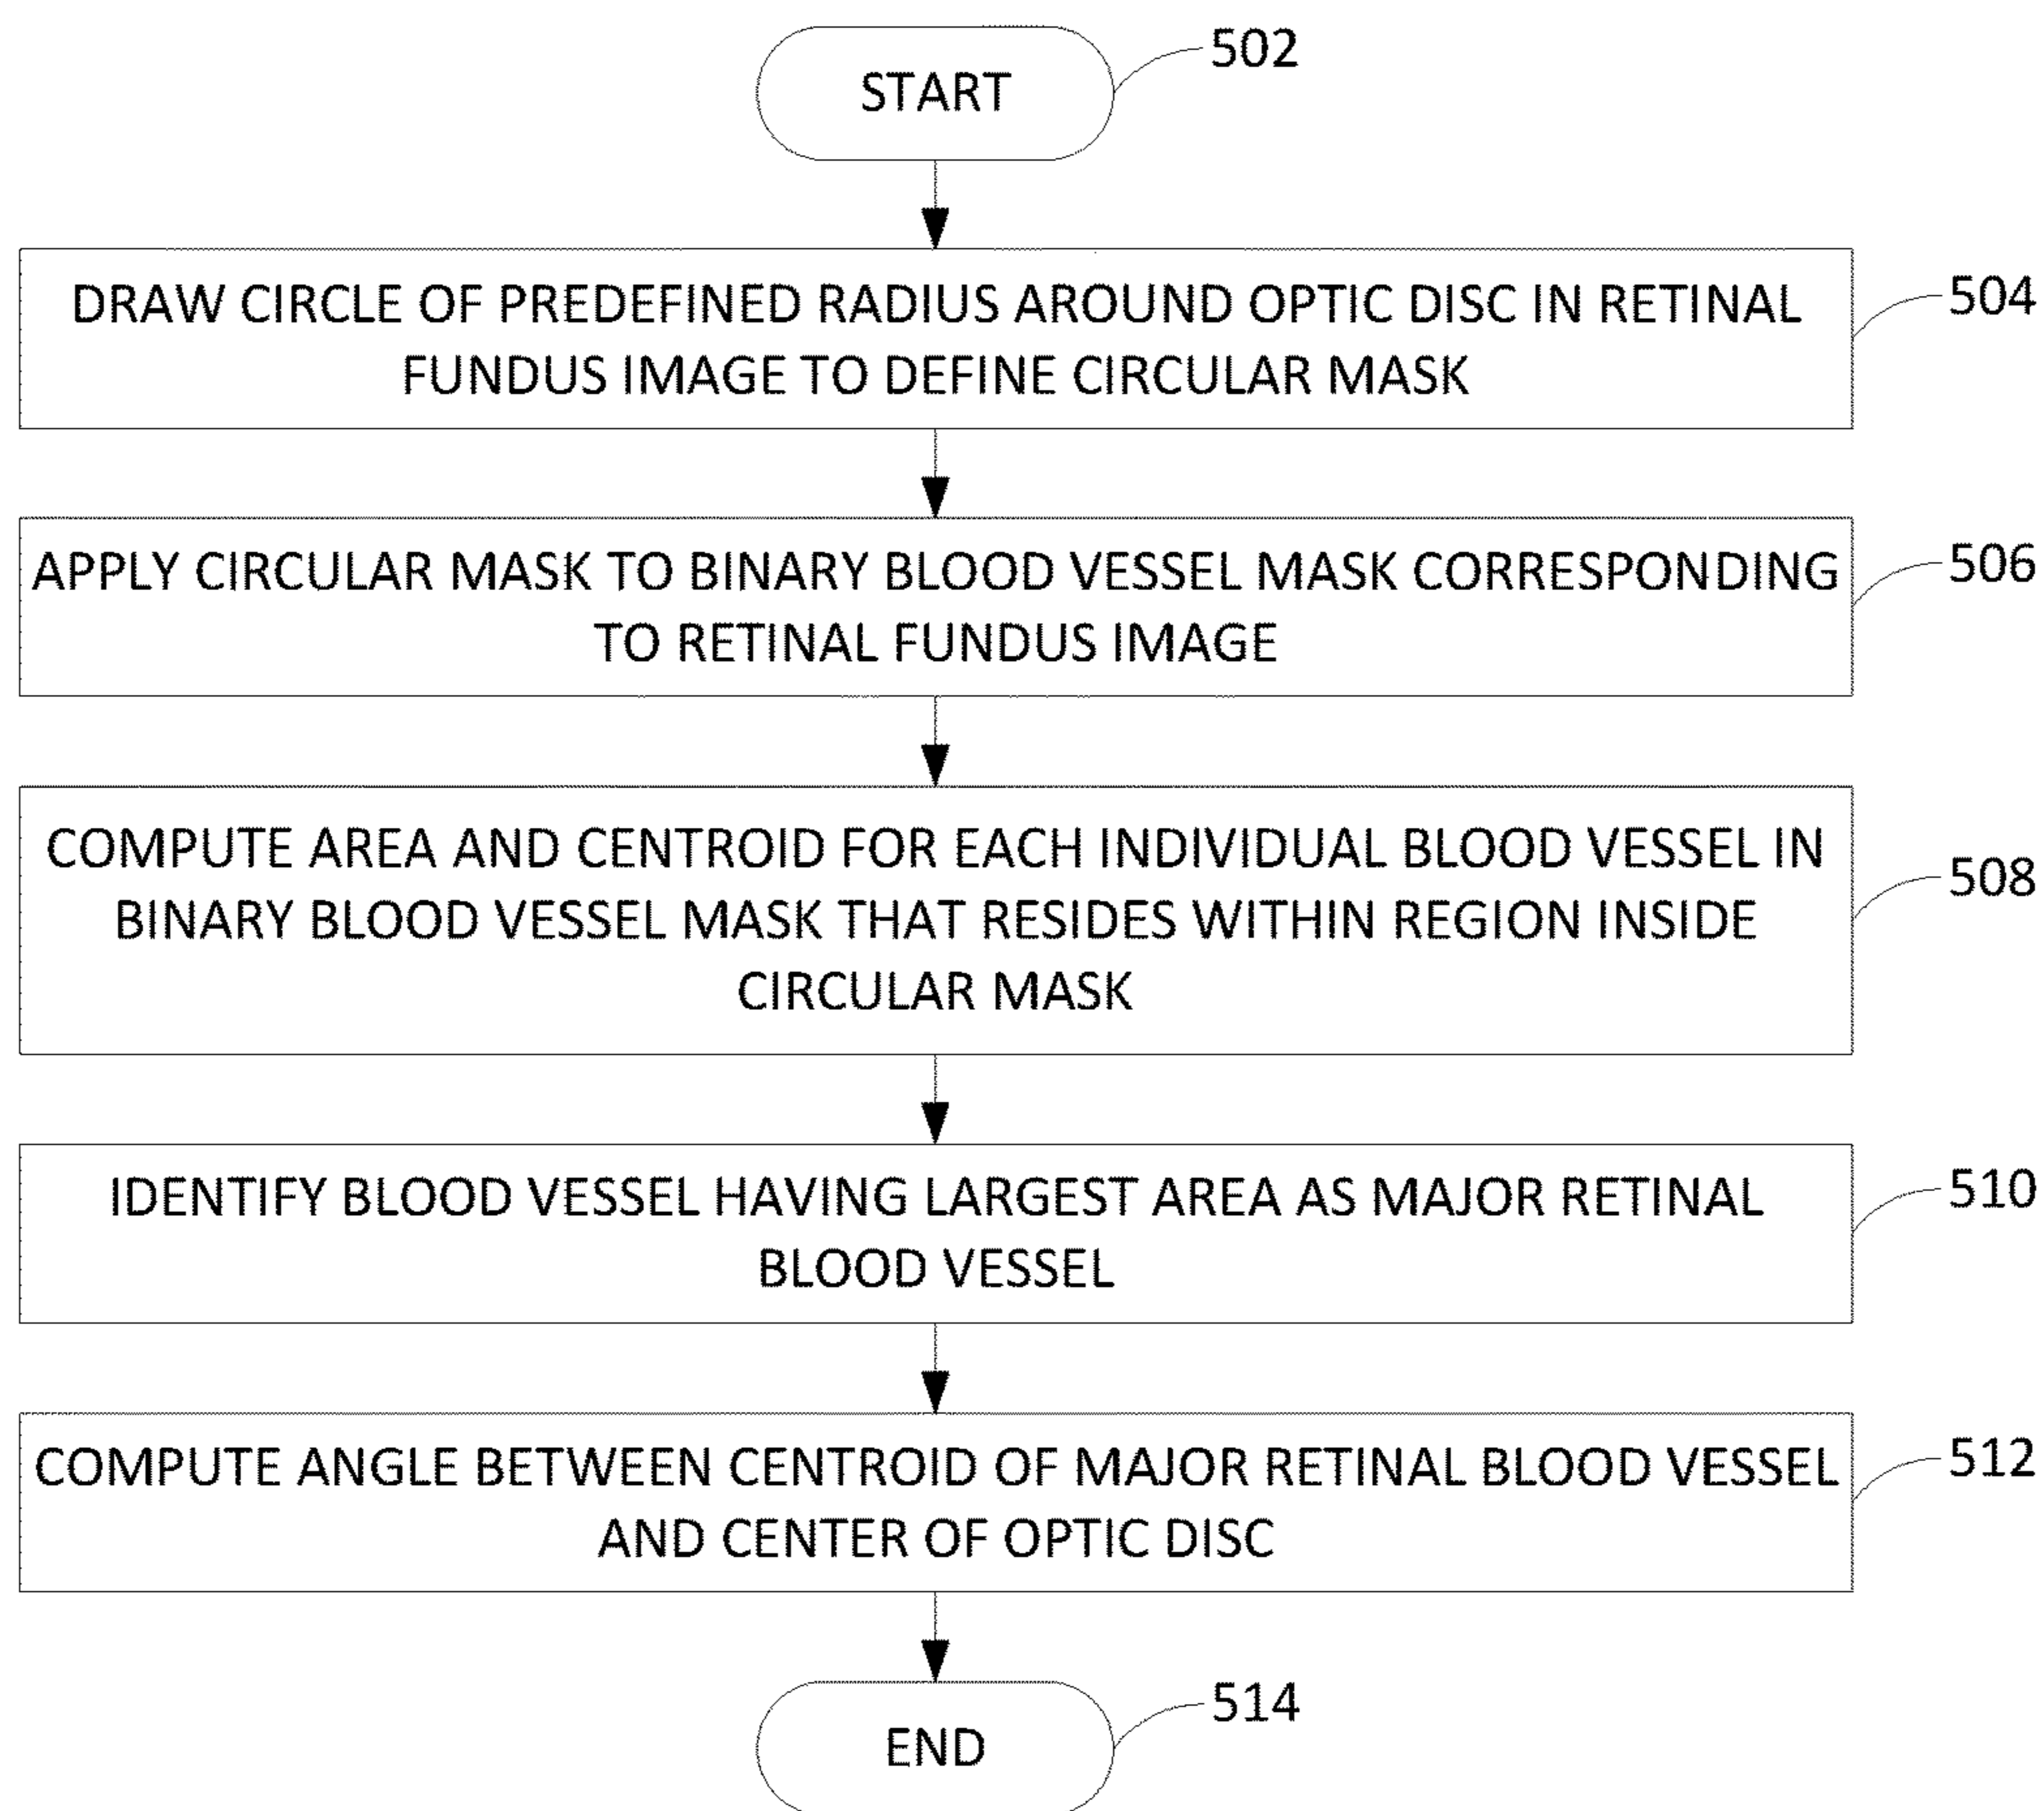 START
502
DRAW CIRCLE OF PREDEFINED RADIUS AROUND OPTIC DISC IN RETINAL
FUNDUS IMAGE TO DEFINE CIRCULAR MASK
504
APPLY CIRCULAR MASK TO BINARY BLOOD VESSEL MASK CORRESPONDING
TO RETINAL FUNDUS IMAGE
506
COMPUTE AREA AND CENTROID FOR EACH INDIVIDUAL BLOOD VESSEL IN
BINARY BLOOD VESSEL MASK THAT RESIDES WITHIN REGION INSIDE
CIRCULAR MASK
508
IDENTIFY BLOOD VESSEL HAVING LARGEST AREA AS MAJOR RETINAL
BLOOD VESSEL
510
COMPUTE ANGLE BETWEEN CENTROID OF MAJOR RETINAL BLOOD VESSEL
AND CENTER OF OPTIC DISC
512
END
514